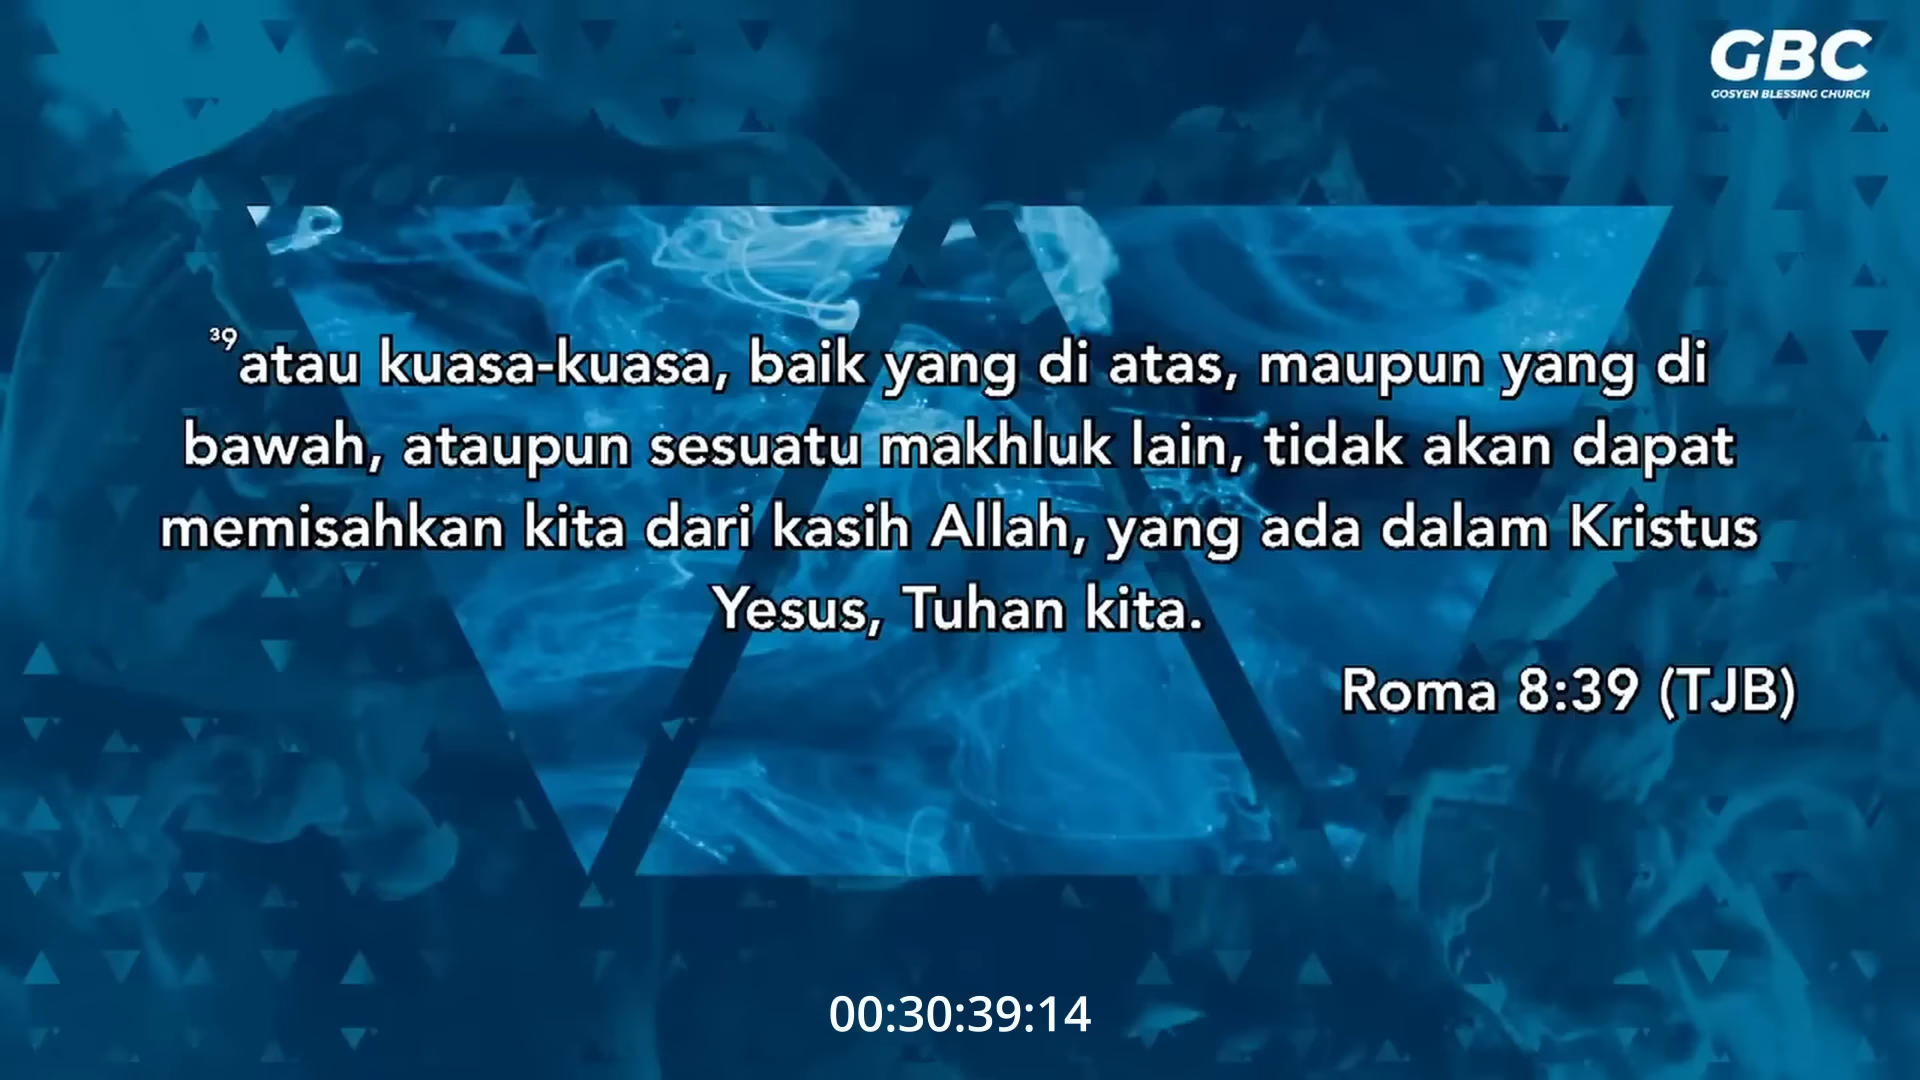 GBC
GOSYEN BLESSING CHURCH
39atau kuasa-kuasa, baik yang di atas, maupun yang di
bawah, ataupun sesuatu makhluk lain, tidak akan dapat
memisahkan kita dari kasih Allah, yang ada dalam Kristus
Yesus, Tuhan kita.
Roma 8:39 (TJB)
00:30:39:14